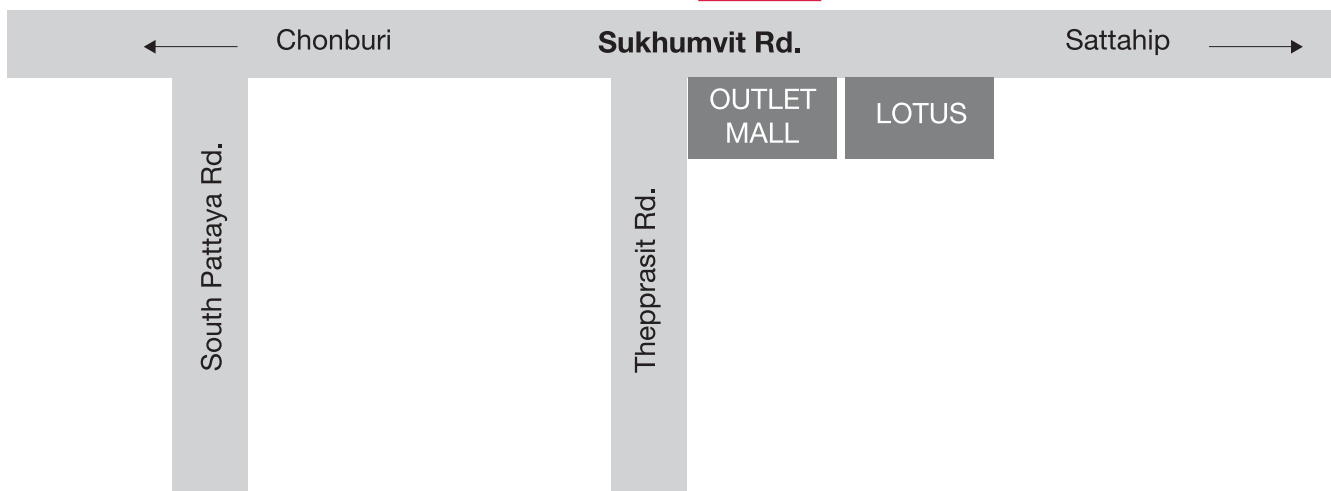 Chonburi
Sukhumvit Rd.
Sattahip
OUTLET
MALL
LOTUS
South Pattaya Rd.
Thepprasit Rd.